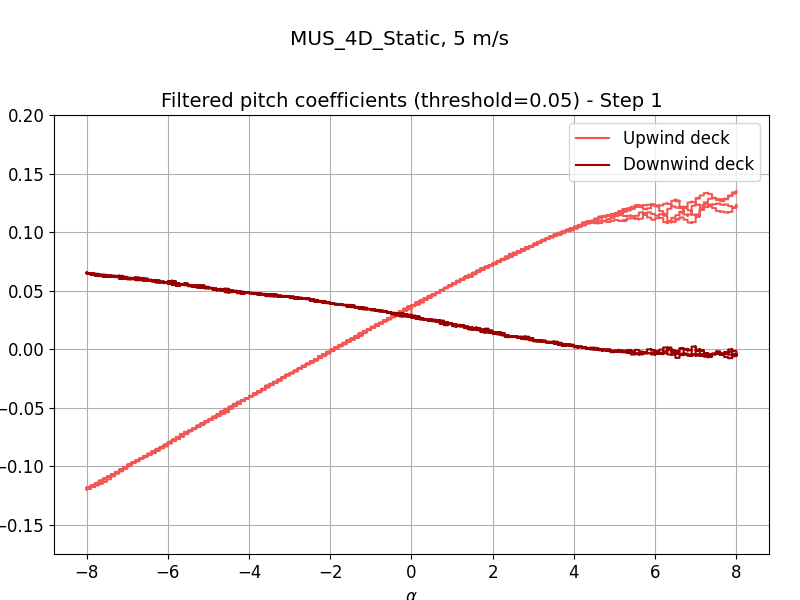 MUS_4D_Static, 5 m/s
Filtered pitch coefficients (threshold=0.05) - Step 1
Upwind deck
Downwind deck
0.20
0.15
0.10
0.05
0.00
−0.05
−0.10
−0.15
−8 −6 −4 −2 0 2 4 6 8
α